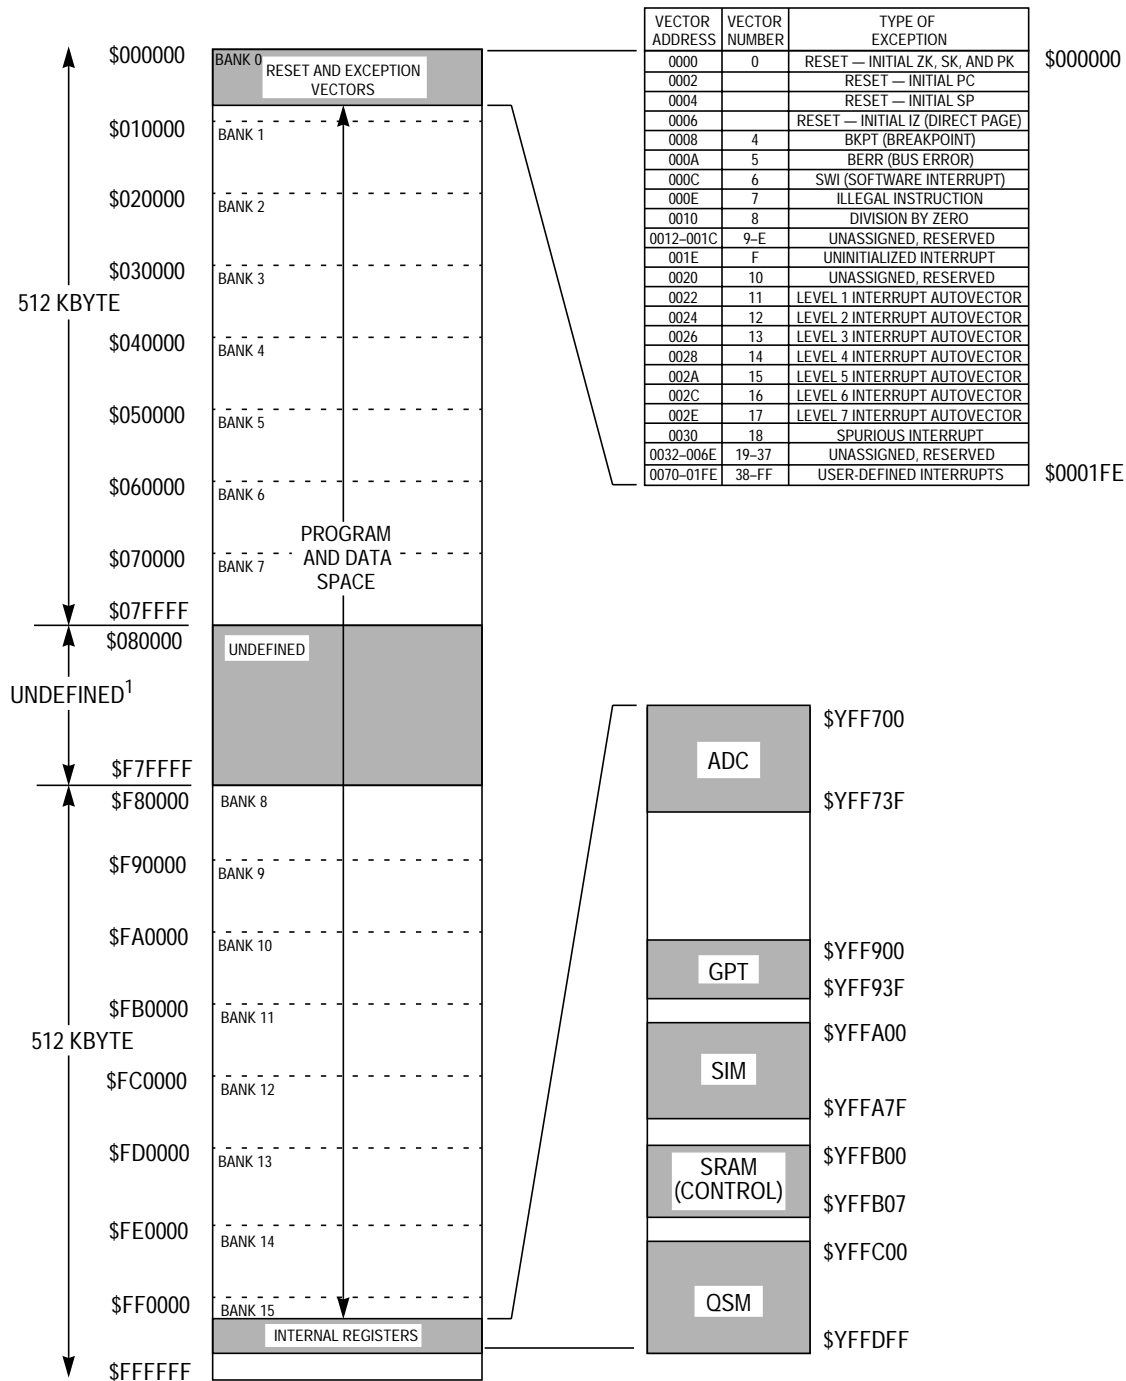 VECTOR ADDRESS VECTOR NUMBER TYPE OF EXCEPTION
0000 0 RESET — INITIAL ZK, SK, AND PK
0002 RESET — INITIAL PC
0004 RESET — INITIAL SP
0006 RESET — INITIAL IZ (DIRECT PAGE)
0008 4 BKPT (BREAKPOINT)
000A 5 BERR (BUS ERROR)
000C 6 SWI (SOFTWARE INTERRUPT)
000E 7 ILLEGAL INSTRUCTION
0010 8 DIVISION BY ZERO
0012–001C 9–E UNASSIGNED, RESERVED
001E F UNINITIALIZED INTERRUPT
0020 10 UNASSIGNED, RESERVED
0022 11 LEVEL 1 INTERRUPT AUTOVECTOR
0024 12 LEVEL 2 INTERRUPT AUTOVECTOR
0026 13 LEVEL 3 INTERRUPT AUTOVECTOR
0028 14 LEVEL 4 INTERRUPT AUTOVECTOR
002A 15 LEVEL 5 INTERRUPT AUTOVECTOR
002C 16 LEVEL 6 INTERRUPT AUTOVECTOR
002E 17 LEVEL 7 INTERRUPT AUTOVECTOR
0030 18 SPURIOUS INTERRUPT
0032–006E 19–37 UNASSIGNED, RESERVED
0070–01FE 38–FF USER-DEFINED INTERRUPTS
$000000
$0001FE
$000000
BANK 0
RESET AND EXCEPTION
VECTORS
$010000
BANK 1
$020000
BANK 2
$030000
BANK 3
512 KBYTE
$040000
BANK 4
$050000
BANK 5
$060000
BANK 6
PROGRAM
AND DATA
SPACE
$070000
BANK 7
$07FFFF
$080000
UNDEFINED
UNDEFINED1
$F7FFFF
$F80000
BANK 8
$F90000
BANK 9
$FA0000
BANK 10
$FB0000
BANK 11
512 KBYTE
$FC0000
BANK 12
$FD0000
BANK 13
$FE0000
BANK 14
$FF0000
BANK 15
INTERNAL REGISTERS
$FFFFFF
$YFF700
ADC
$YFF73F
$YFF900
GPT
$YFF93F
$YFFA00
SIM
$YFFA7F
$YFFB00
SRAM
(CONTROL)
$YFFB07
$YFFC00
QSM
$YFFDFF